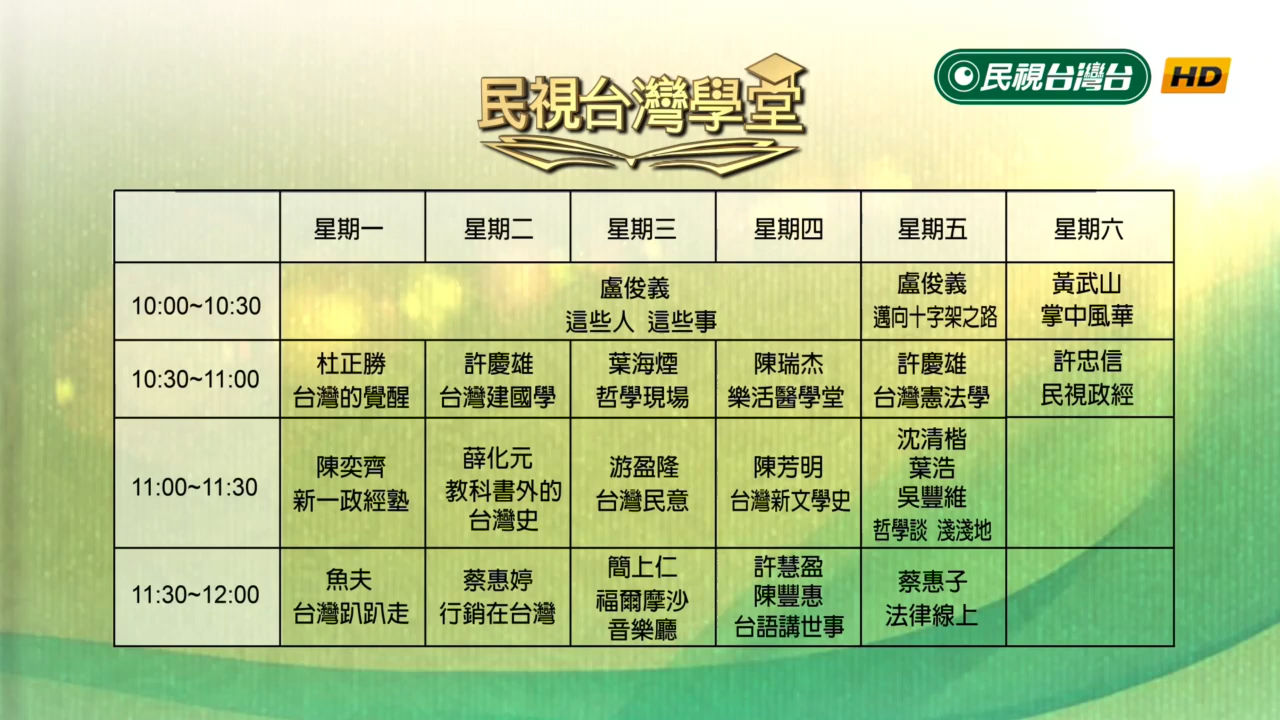 民視台灣學堂
民視台灣台 HD
星期一 星期二 星期三 星期四 星期五 星期六
10:00~10:30
盧俊義
這些人 這些事
盧俊義
邁向十字架之路
黃武山
掌中風華
10:30~11:00
杜正勝
台灣的覺醒
許慶雄
台灣建國學
葉海煙
哲學現場
陳瑞杰
樂活醫學堂
許慶雄
台灣憲法學
許忠信
民視政經
11:00~11:30
陳奕齊
新一政經塾
薛化元
教科書外的
台灣史
游盈隆
台灣民意
陳芳明
台灣新文學史
沈清楷
葉浩
吳豐維
哲學談 淺淺地
11:30~12:00
魚夫
台灣趴趴走
蔡惠婷
行銷在台灣
簡上仁
福爾摩沙
音樂廳
許慧盈
陳豐惠
台語講世事
蔡惠子
法律線上